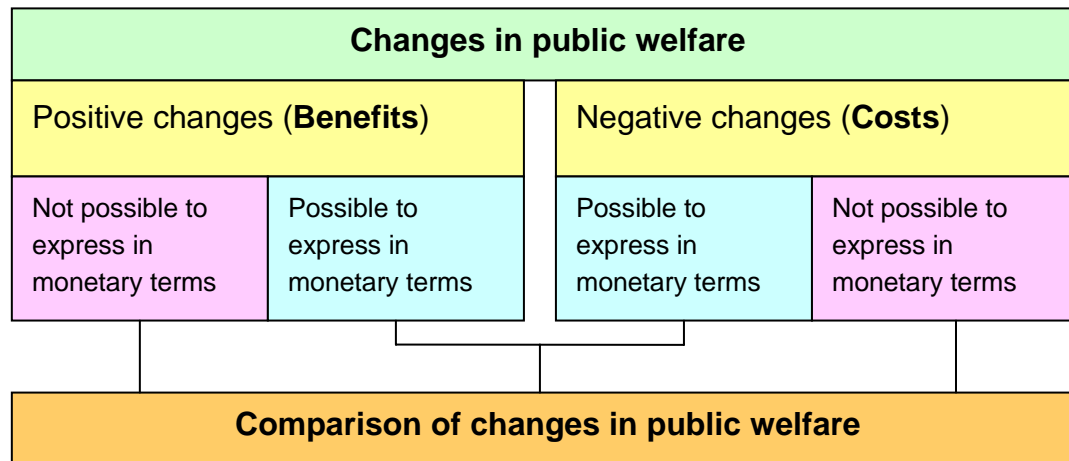 Changes in public welfare
Positive changes (Benefits)
Negative changes (Costs)
Not possible to
express in
monetary terms
Possible to
express in
monetary terms
Possible to
express in
monetary terms
Not possible to
express in
monetary terms
Comparison of changes in public welfare